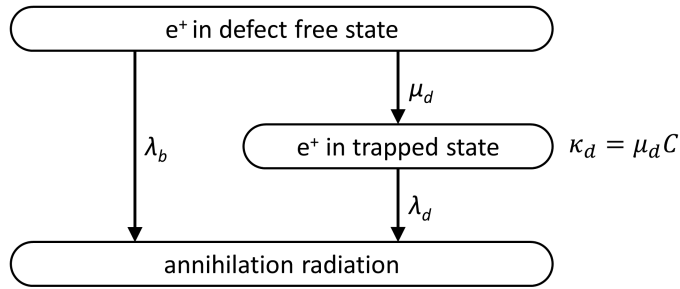 e⁺ in defect free state
μ_d
λ_b
e⁺ in trapped state
κ_d = μ_dC
λ_d
annihilation radiation